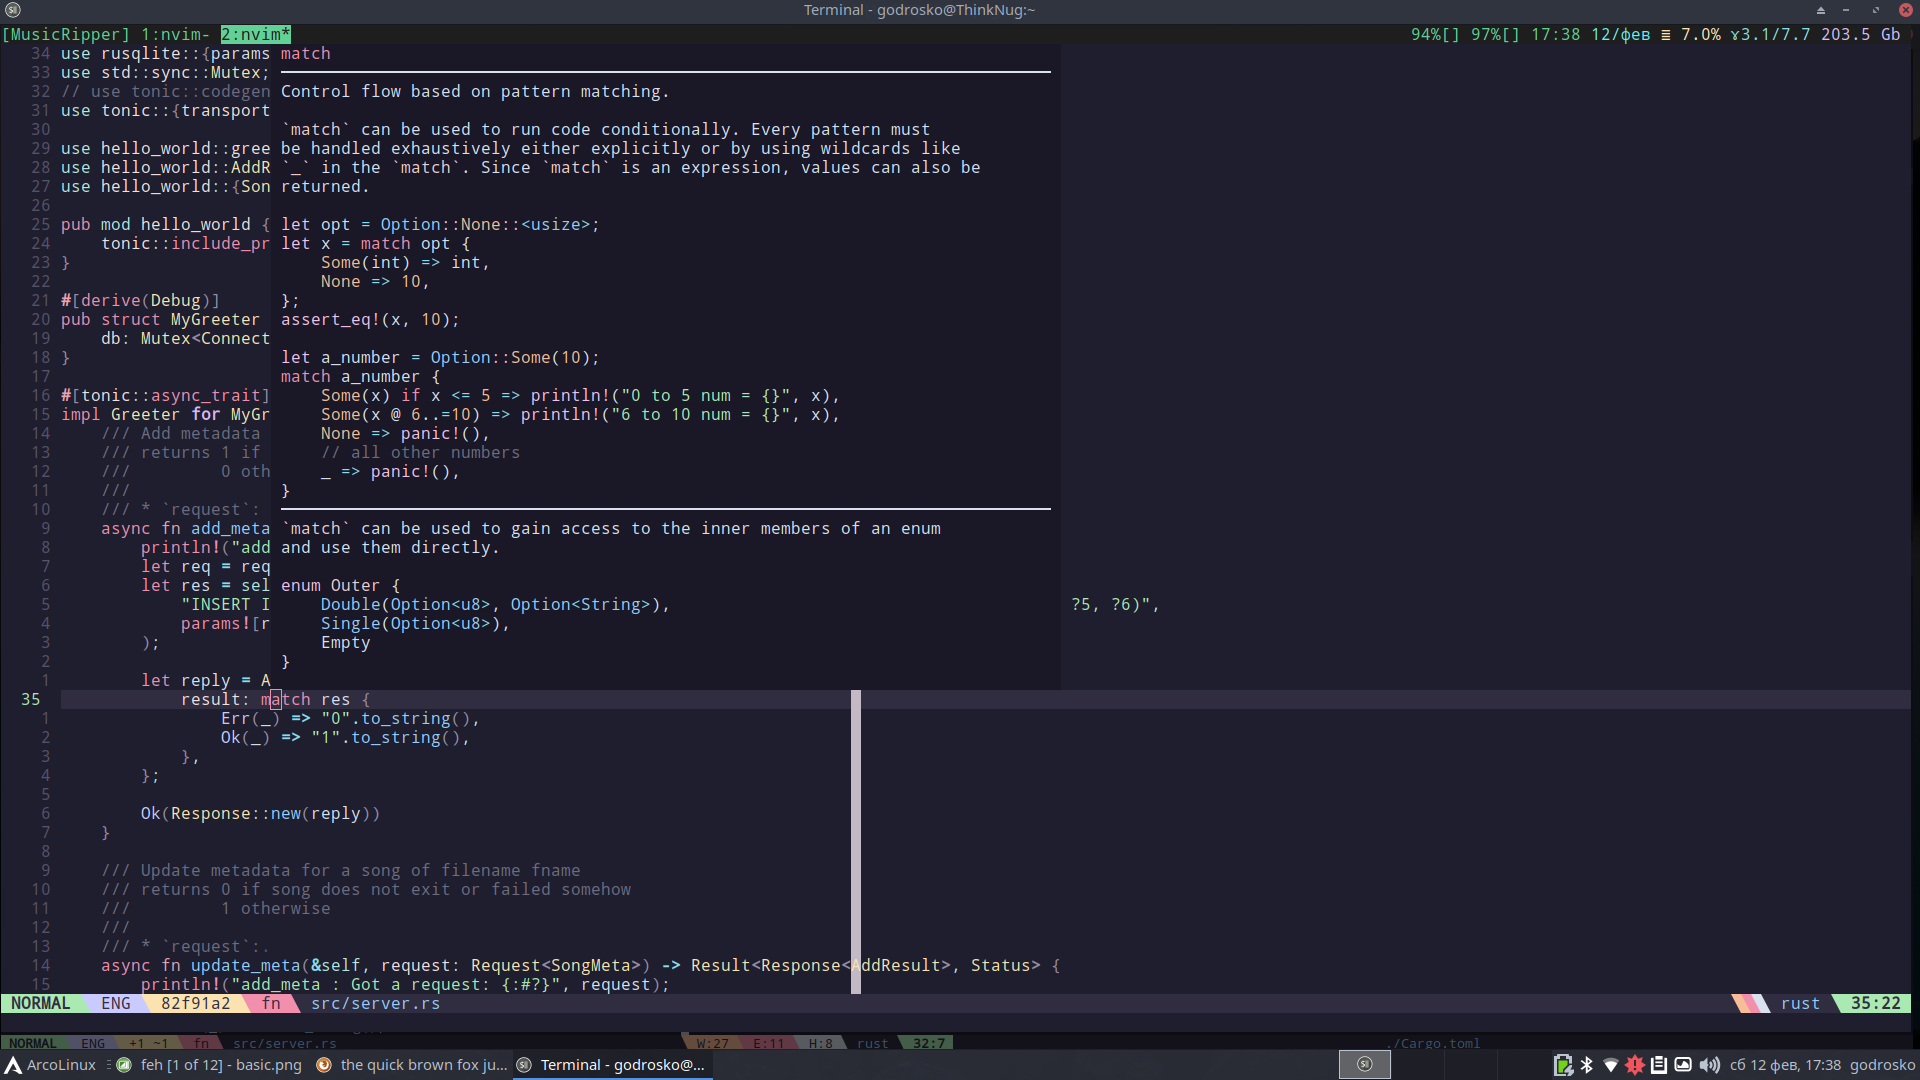 Terminal - godrosko@ThinkNug:~
[MusicRipper] 1:nvim- 2:nvim* 94%[] 97%[] 17:38 12/фев ≣ 7.0% ɤ3.1/7.7 203.5 Gb
34 use rusqlite::{params match
33 use std::sync::Mutex;
32 // use tonic::codegen Control flow based on pattern matching.
31 use tonic::{transport
30 `match` can be used to run code conditionally. Every pattern must
29 use hello_world::gree be handled exhaustively either explicitly or by using wildcards like
28 use hello_world::AddR `_` in the `match`. Since `match` is an expression, values can also be
27 use hello_world::{Son returned.
26
25 pub mod hello_world { let opt = Option::None::<usize>;
24     tonic::include_pr let x = match opt {
23 }     Some(int) => int,
22     None => 10,
21 #[derive(Debug)] };
20 pub struct MyGreeter assert_eq!(x, 10);
19     db: Mutex<Connect
18 } let a_number = Option::Some(10);
17 match a_number {
16 #[tonic::async_trait]     Some(x) if x <= 5 => println!("0 to 5 num = {}", x),
15 impl Greeter for MyGr     Some(x @ 6..=10) => println!("6 to 10 num = {}", x),
14     /// Add metadata     None => panic!(),
13     /// returns 1 if     // all other numbers
12     ///         0 oth     _ => panic!(),
11     /// }
10     /// * `request`:
9     async fn add_meta `match` can be used to gain access to the inner members of an enum
8         println!("add and use them directly.
7         let req = req
6         let res = sel enum Outer {
5             "INSERT I     Double(Option<u8>, Option<String>), ?5, ?6)",
4             params![r     Single(Option<u8>),
3         );     Empty
2 }
1         let reply = A
35             result: match res {
1                 Err(_) => "0".to_string(),
2                 Ok(_) => "1".to_string(),
3             },
4         };
5
6         Ok(Response::new(reply))
7     }
8
9     /// Update metadata for a song of filename fname
10     /// returns 0 if song does not exit or failed somehow
11     ///         1 otherwise
12     ///
13     /// * `request`:.
14     async fn update_meta(&self, request: Request<SongMeta>) -> Result<Response<AddResult>, Status> {
15         println!("add_meta : Got a request: {:#?}", request);
NORMAL ENG 82f91a2 fn src/server.rs rust 35:22
NORMAL ENG +1 ~1 fn src/server.rs W:27 E:11 H:8 rust 32:7 ./Cargo.toml
ArcoLinux feh [1 of 12] - basic.png the quick brown fox ju... Terminal - godrosko@... сб 12 фев, 17:38 godrosko